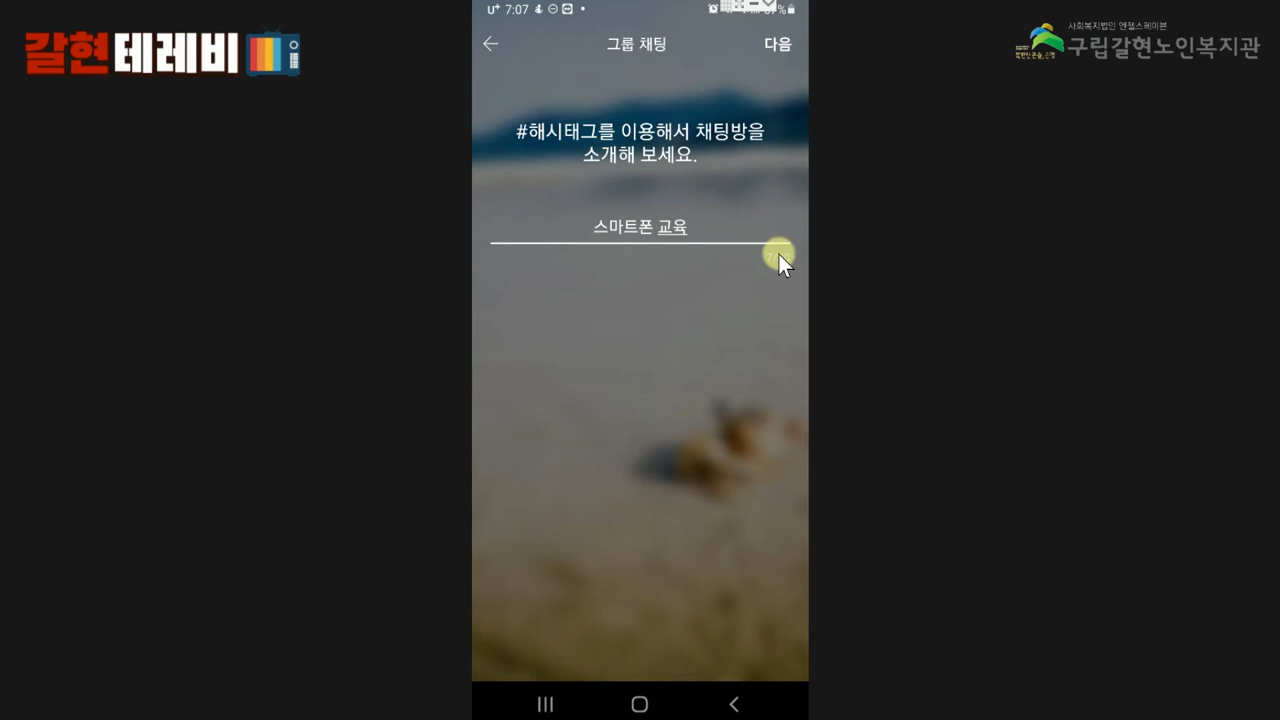 갈현테레비
사회복지법인 엔젤스헤이븐
구립갈현노인복지관
U+ 7:07
그룹 채팅
다음
#해시태그를 이용해서 채팅방을
소개해 보세요.
스마트폰 교육